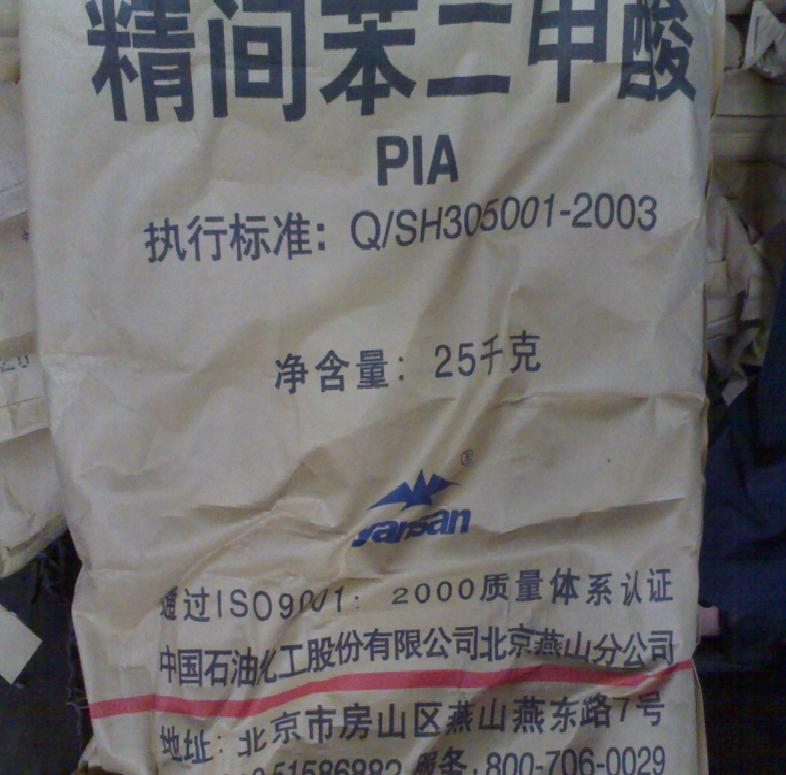 精间苯二甲酸
PIA
执行标准: Q/SH305001-2003
净含量: 25千克
®
yansan
通过ISO9001: 2000质量体系认证
中国石油化工股份有限公司北京燕山分公司
地址: 北京市房山区燕山燕东路7号
51586882 服务:800-706-0029